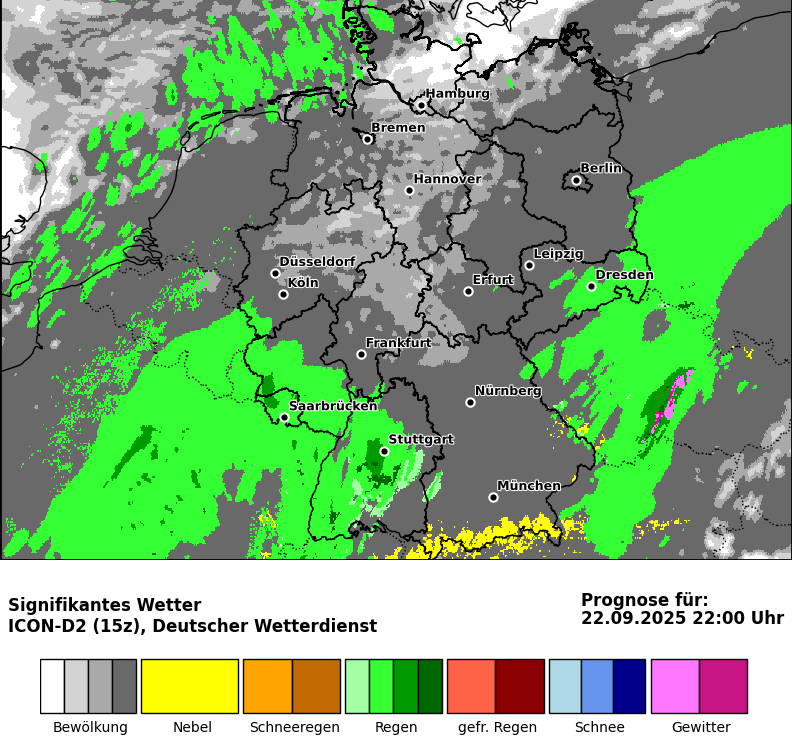 Hamburg
Bremen
Berlin
Hannover
Leipzig
Düsseldorf
Dresden
Köln
Erfurt
Frankfurt
Nürnberg
Saarbrücken
Stuttgart
München
Signifikantes Wetter
ICON-D2 (15z), Deutscher Wetterdienst
Prognose für:
22.09.2025 22:00 Uhr
Bewölkung
Nebel
Schneeregen
Regen
gefr. Regen
Schnee
Gewitter